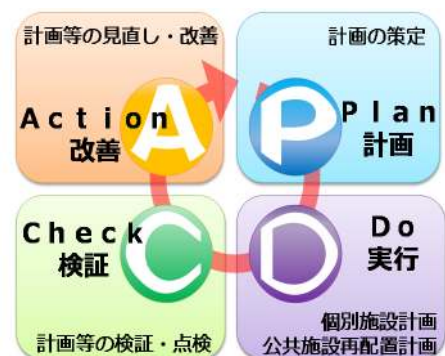 計画等の見直し・改善
Action
改善
A
計画の策定
P
Plan
計画
Check
検証
C
計画等の検証・点検
D
Do
実行
個別施設計画
公共施設再配置計画